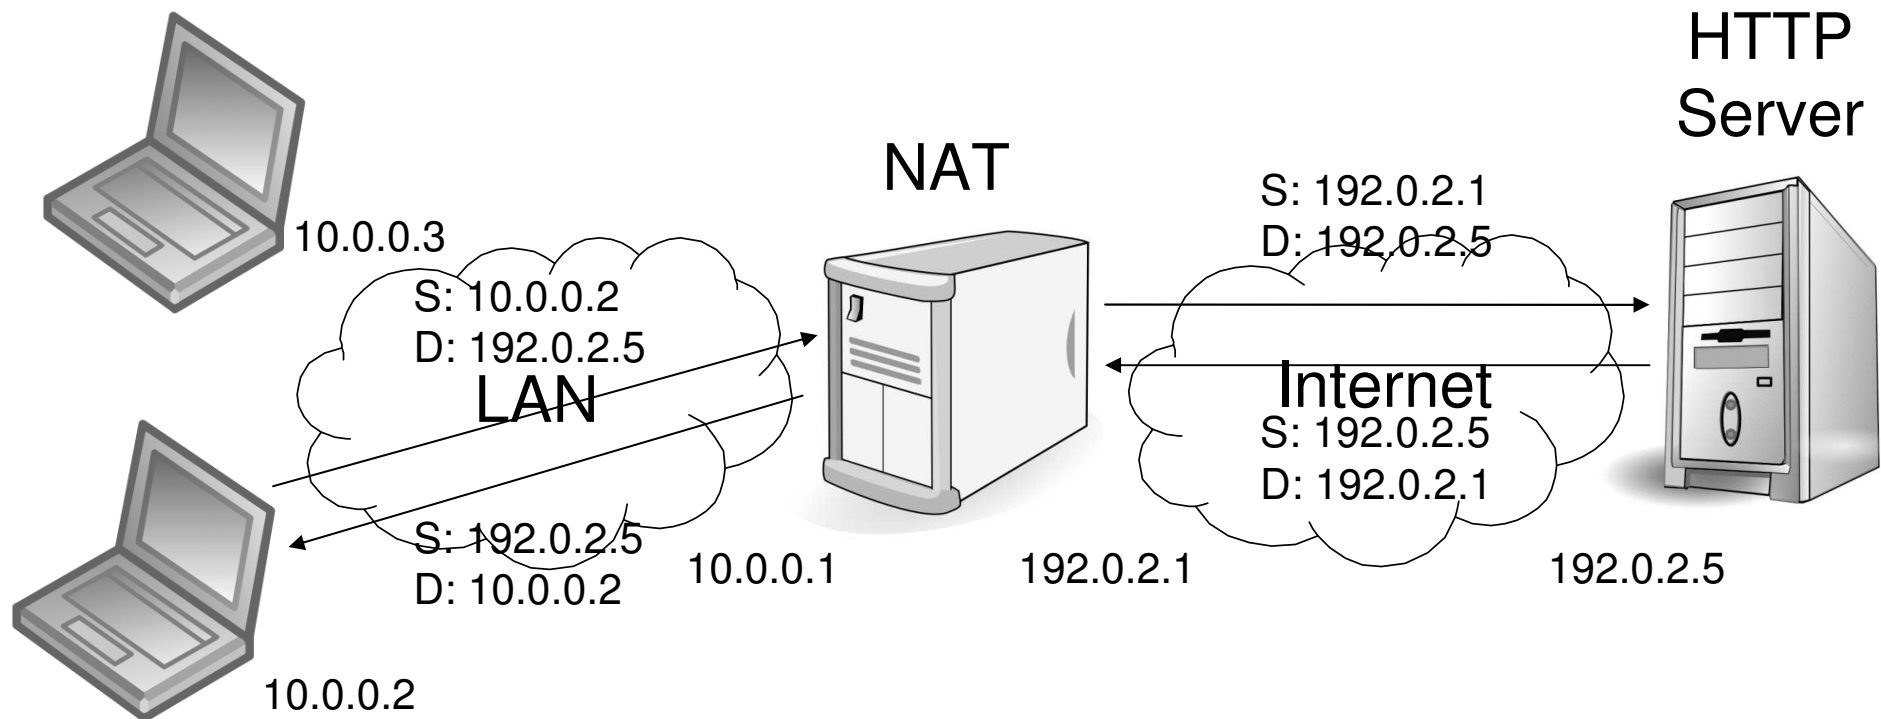 HTTP
Server
NAT
S: 192.0.2.1
D: 192.0.2.5
10.0.0.3
S: 10.0.0.2
D: 192.0.2.5
LAN
Internet
S: 192.0.2.5
D: 192.0.2.1
S: 192.0.2.5
D: 10.0.0.2
10.0.0.1
192.0.2.1
192.0.2.5
10.0.0.2